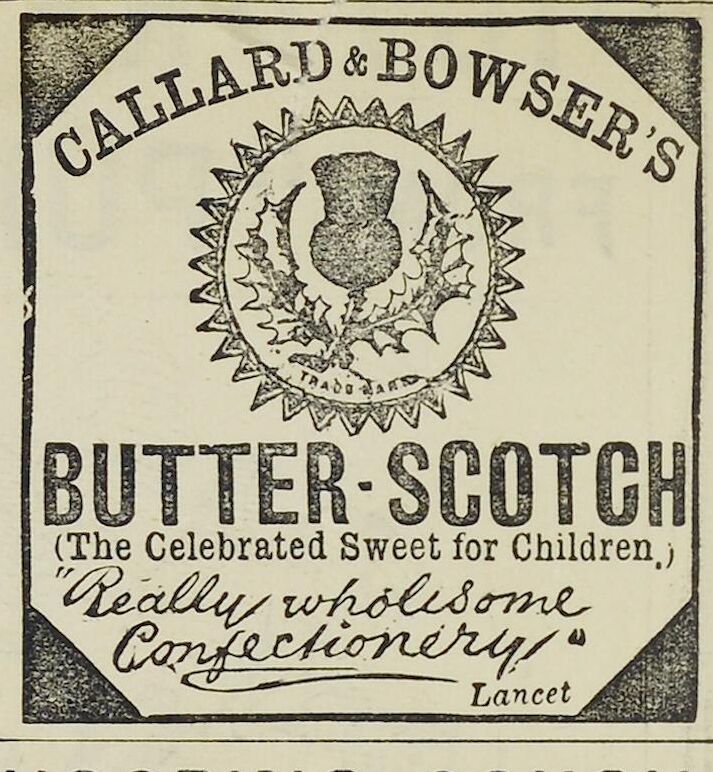 CALLARD & BOWSER'S
TRADE MARK
BUTTER-SCOTCH
(The Celebrated Sweet for Children.)
"Really wholesome
Confectionery"
Lancet